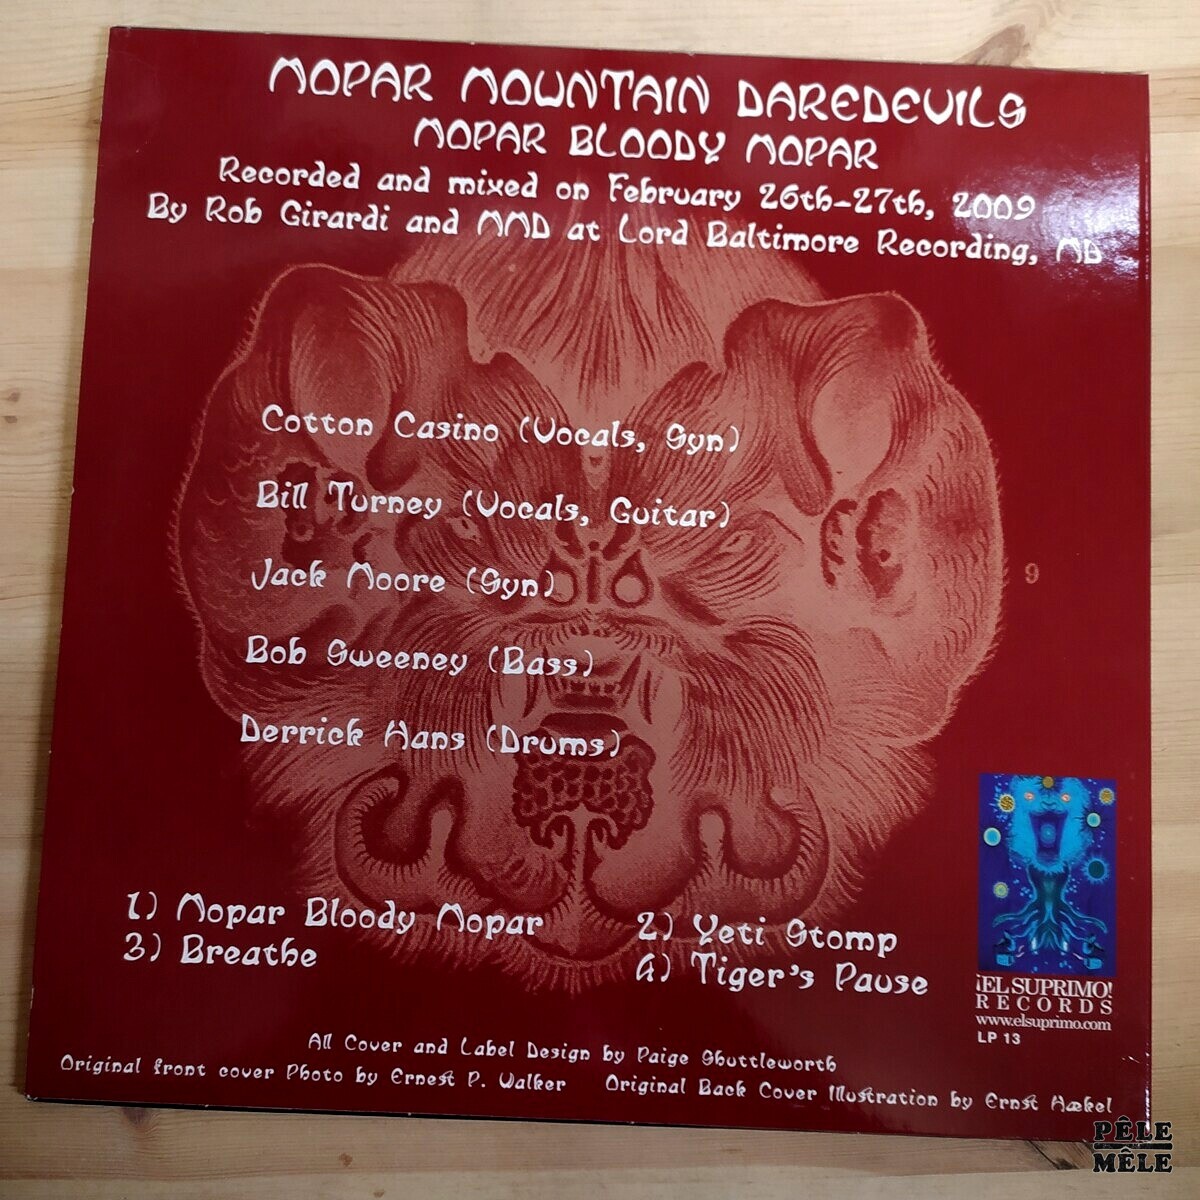 MOPAR MOUNTAIN DAREDEVILS
MOPAR BLOODY MOPAR
Recorded and mixed on February 26th-27th, 2009
By Rob Girardi and MMD at Lord Baltimore Recording, MD
Cotton Casino (Vocals, Syn)
Bill Turney (Vocals, Guitar)
Jack Moore (Syn)
9
Bob Sweeney (Bass)
Derrick Hans (Drums)
1) Mopar Bloody Mopar
2) Yeti Stomp
3) Breathe
4) Tiger's Pause
¡EL SUPRIMO!
RECORDS
www.elsuprimo.com
LP 13
All Cover and Label Design by Paige Shuttleworth
Original front cover Photo by Ernest P. Walker
Original Back Cover Illustration by Ernst Hækel
PÊLE
MÊLE